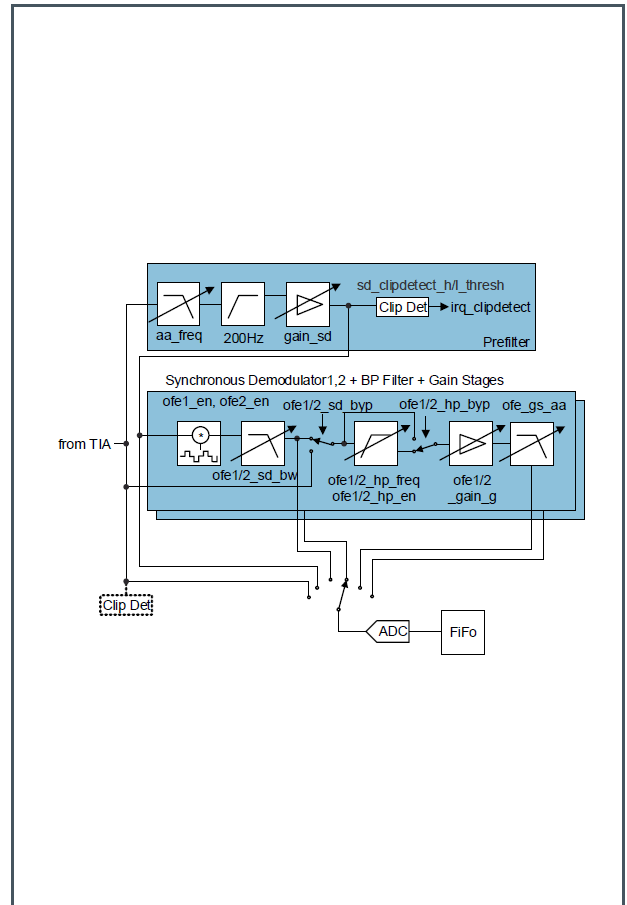 sd_clipdetect_h/l_thresh
Clip Det
irq_clipdetect
aa_freq
200Hz
gain_sd
Prefilter
Synchronous Demodulator1,2 + BP Filter + Gain Stages
ofe1_en, ofe2_en
ofe1/2_sd_byp
ofe1/2_hp_byp
ofe_gs_aa
*
from TIA
ofe1/2_sd_bw
ofe1/2_hp_freq
ofe1/2_hp_en
ofe1/2
_gain_g
Clip Det
ADC
FiFo